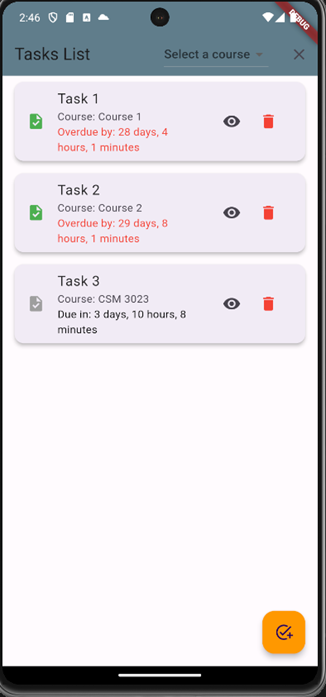 2:46
DEBUG
Tasks List
Select a course
Task 1
Course: Course 1
Overdue by: 28 days, 4
hours, 1 minutes
Task 2
Course: Course 2
Overdue by: 29 days, 8
hours, 1 minutes
Task 3
Course: CSM 3023
Due in: 3 days, 10 hours, 8
minutes